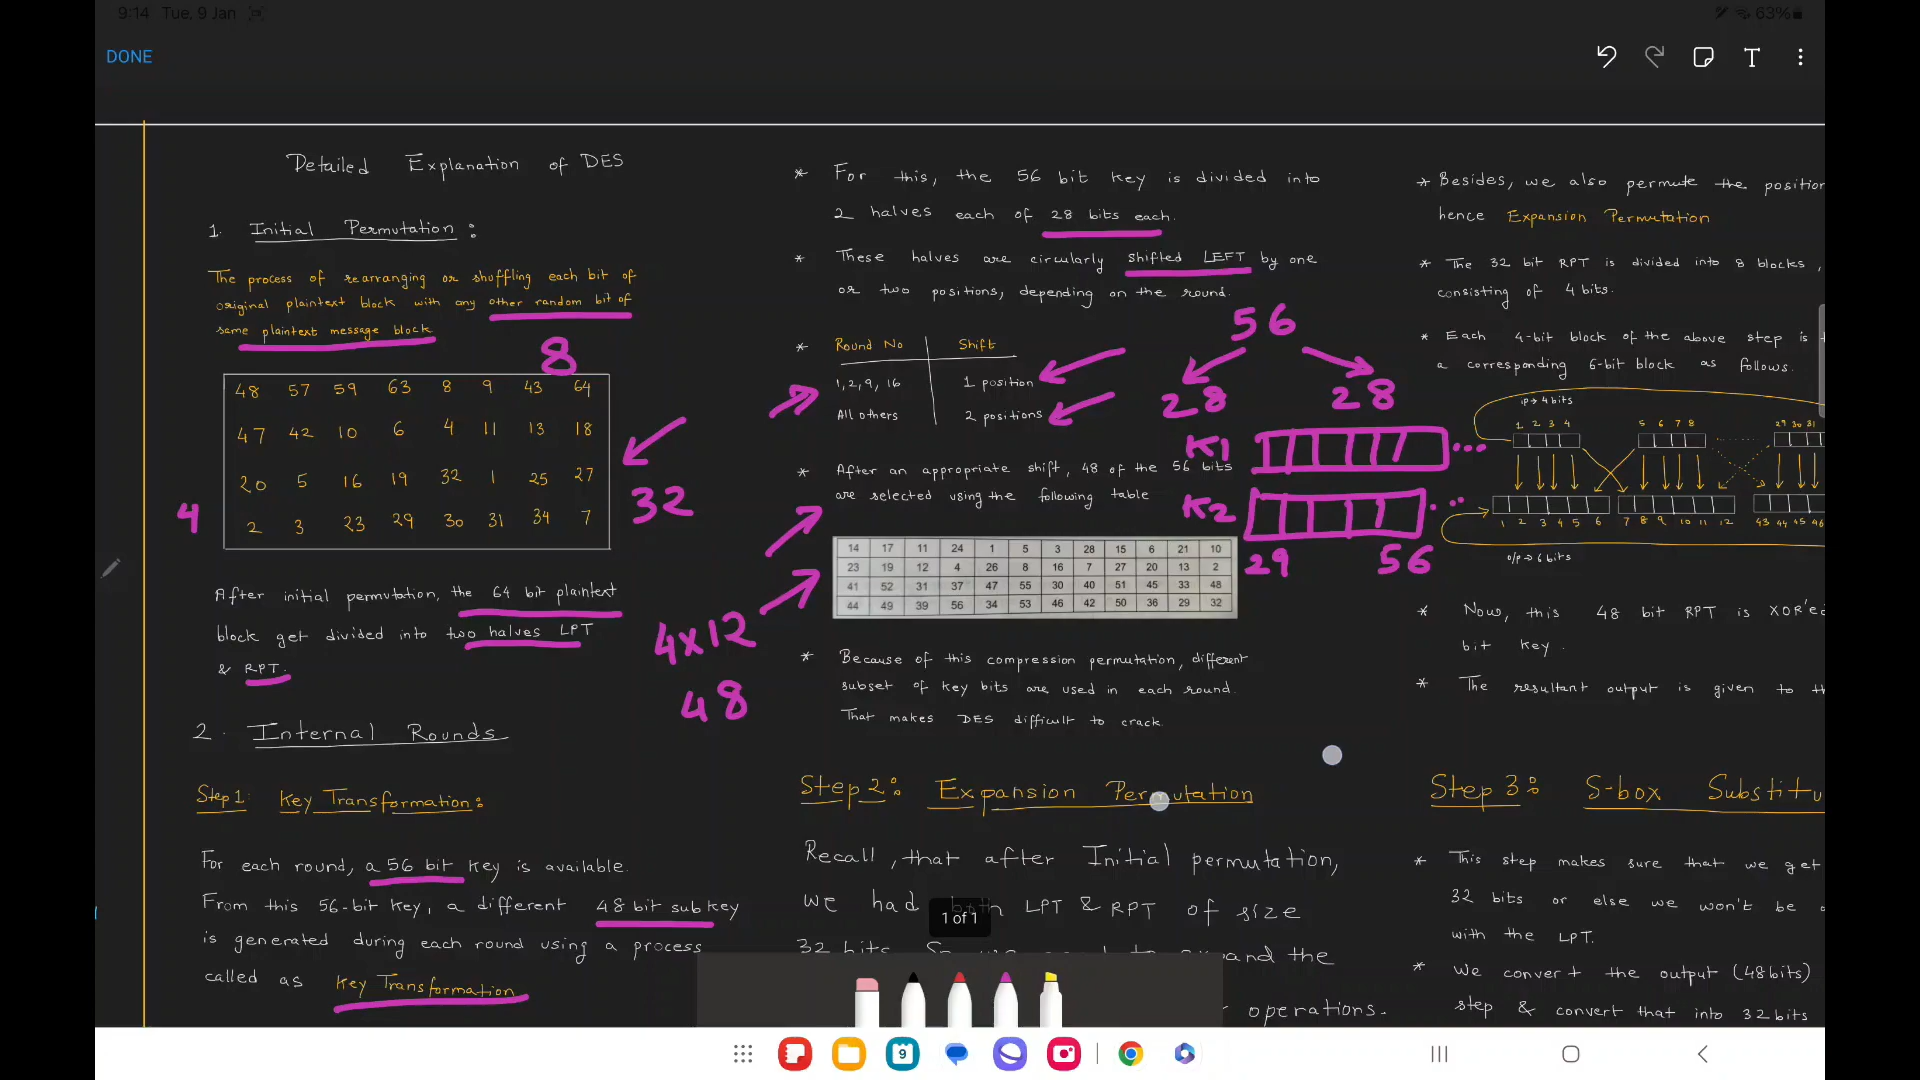 9:14 Tue, 9 Jan
63%
DONE
T
Detailed Explanation of DES
1. Initial Permutation :
The process of rearranging or shuffling each bit of
original plaintext block with any other random bit of
same plaintext message block
8
48 57 59 63 8 9 43 64
47 42 10 6 4 11 13 18
20 5 16 19 32 1 25 27
2 3 23 29 30 31 34 7
4
32
After initial permutation, the 64 bit plaintext
block get divided into two halves LPT
& RPT.
2. Internal Rounds
Step 1: Key Transformation:
For each round, a 56 bit key is available.
From this 56-bit key, a different 48 bit sub key
is generated during each round using a process
called as Key Transformation
* For this, the 56 bit key is divided into
2 halves each of 28 bits each.
* These halves are circularly shifted LEFT by one
or two positions, depending on the round.
* Round No Shift
1, 2, 9, 16 1 position
All others 2 positions
56
28 28
K1 ...
K2 ...
29 56
* After an appropriate shift, 48 of the 56 bits
are selected using the following table
14 17 11 24 1 5 3 28 15 6 21 10
23 19 12 4 26 8 16 7 27 20 13 2
41 52 31 37 47 55 30 40 51 45 33 48
44 49 39 56 34 53 46 42 50 36 29 32
4x12
48
* Because of this compression permutation, different
subset of key bits are used in each round.
That makes DES difficult to crack.
Step 2: Expansion Permutation
Recall, that after Initial permutation,
we had LPT & RPT of size
32 bits. the
operations.
1 of 1
* Besides, we also permute the position
hence Expansion Permutation
* The 32 bit RPT is divided into 8 blocks,
consisting of 4 bits.
* Each 4-bit block of the above step is
a corresponding 6-bit block as follows.
i/p → 4 bits
1 2 3 4 5 6 7 8 29 30 31
1 2 3 4 5 6 7 8 9 10 11 12 43 44 45 46
o/p → 6 bits
* Now, this 48 bit RPT is XOR'ed
bit key.
* The resultant output is given to
Step 3: S-box Substitu
* This step makes sure that we get
32 bits or else we won't be
with the LPT.
* We convert the output (48 bits)
step & convert that into 32 bits
9